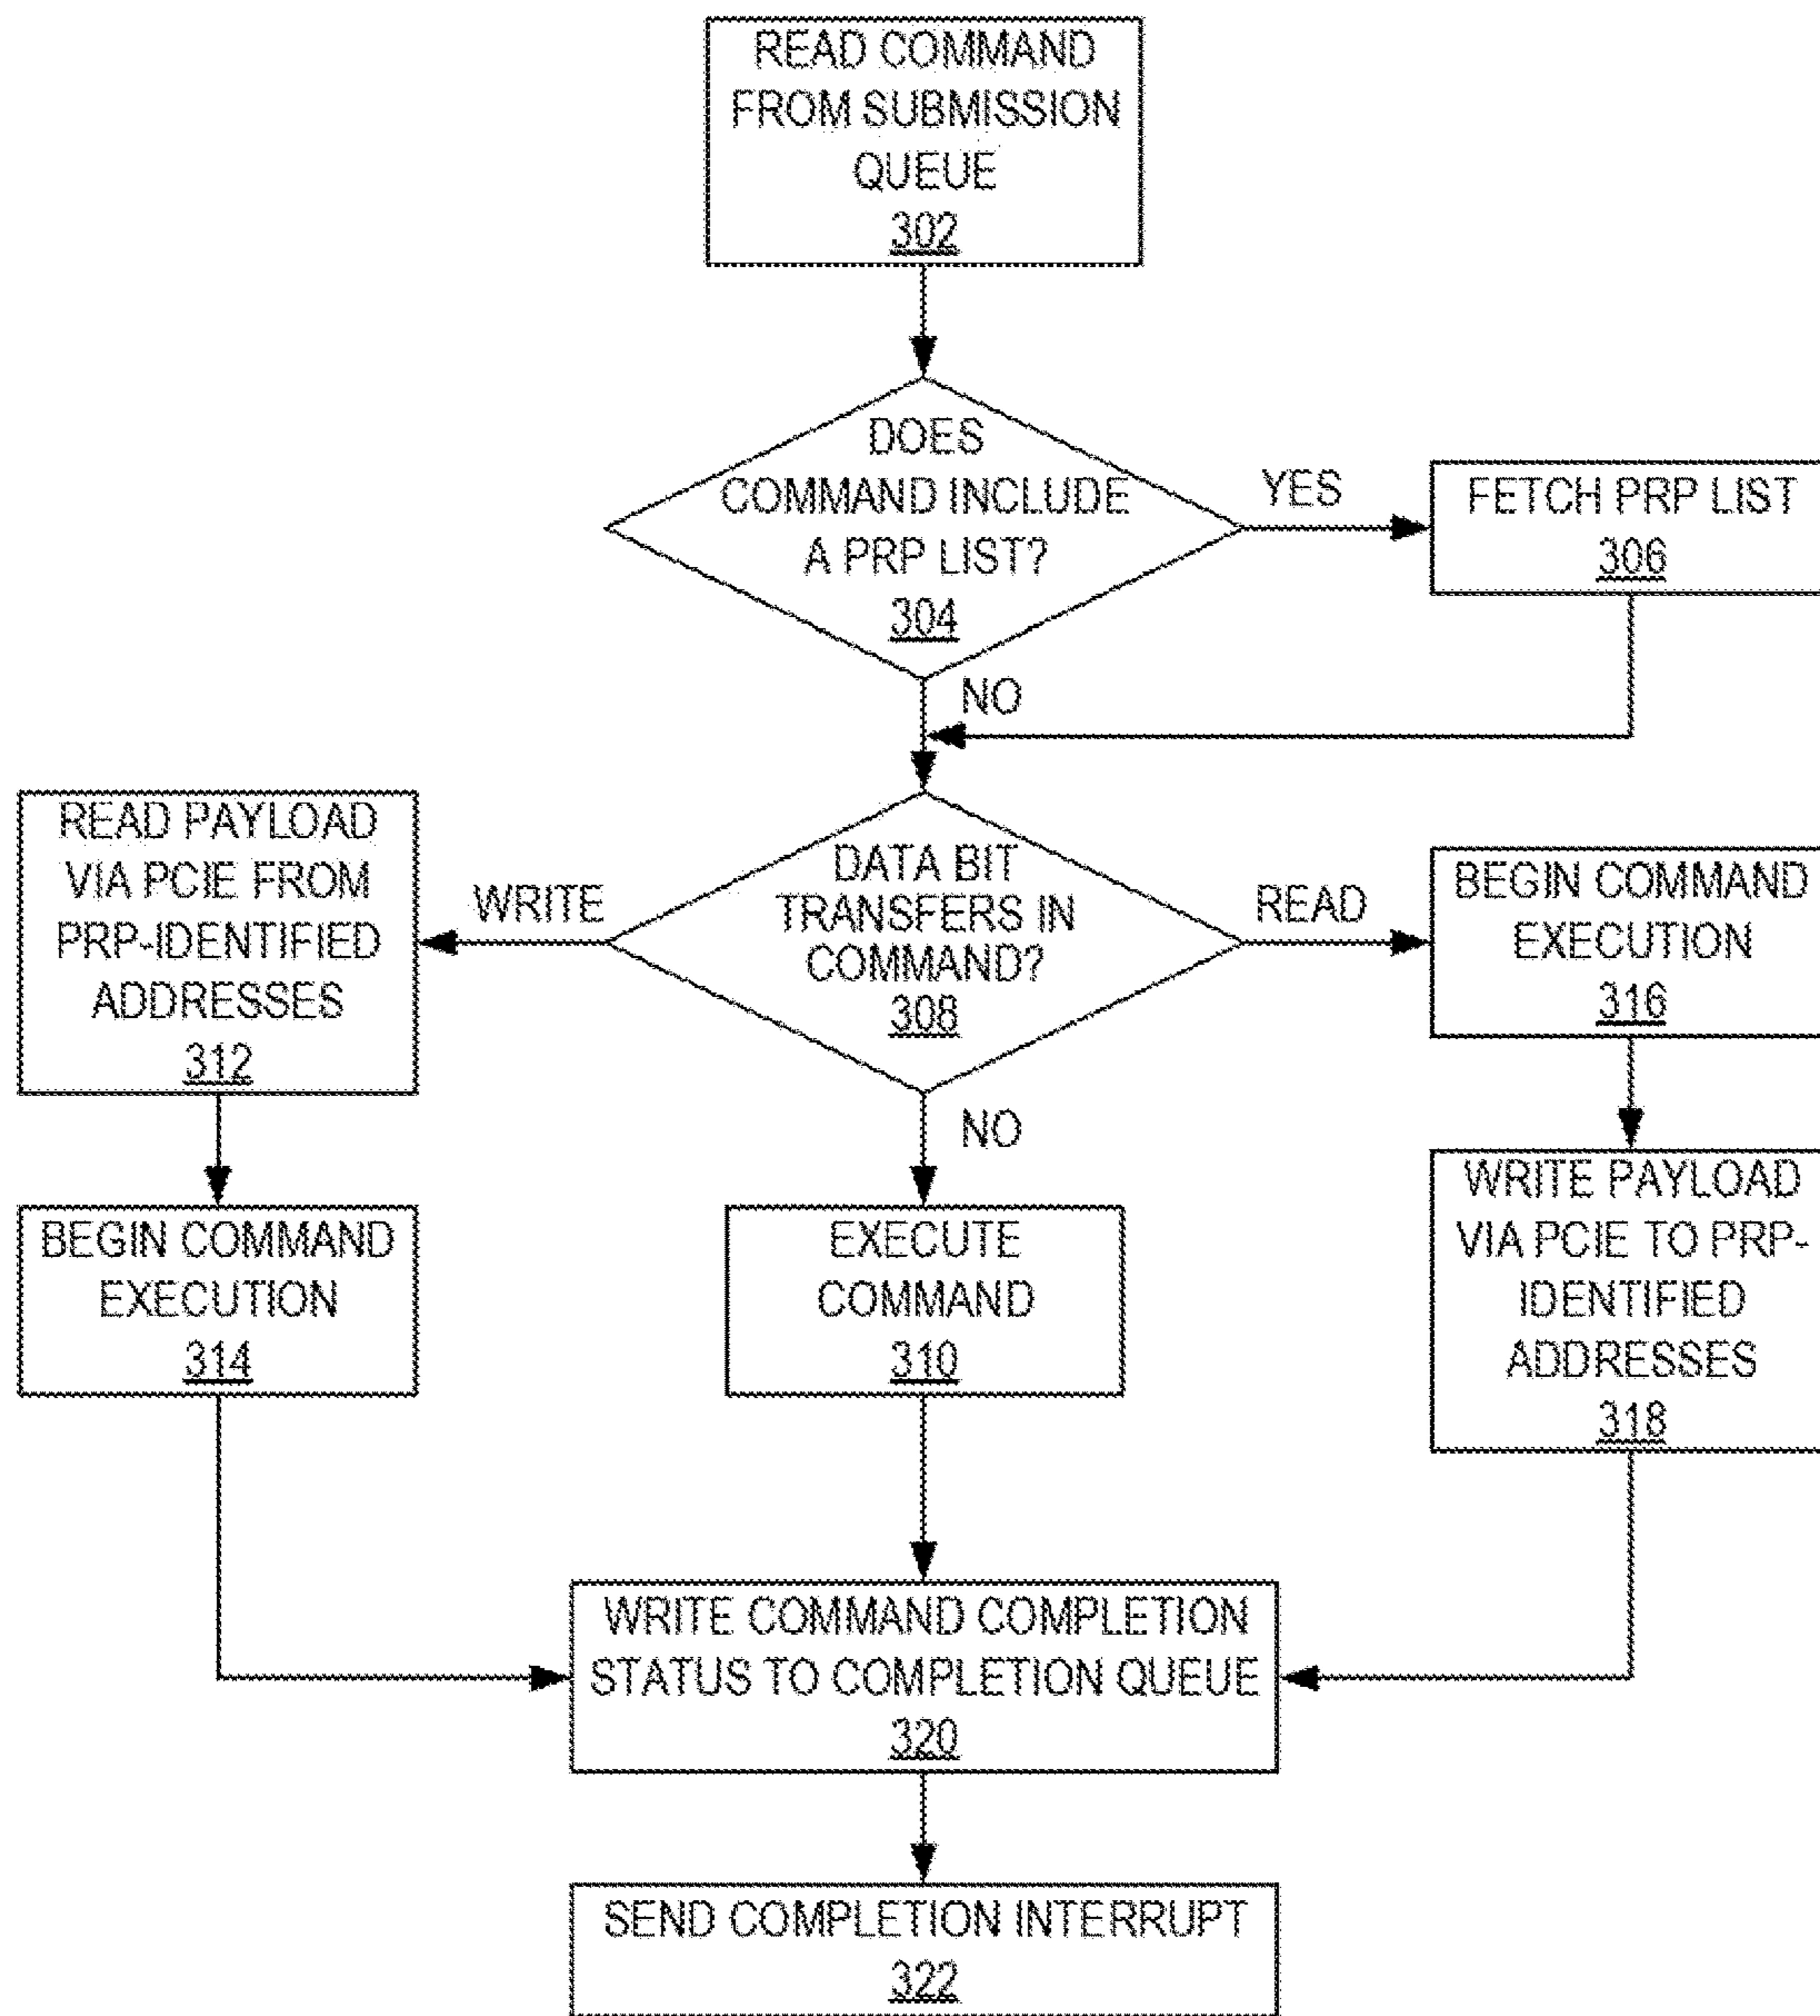 READ COMMAND
FROM SUBMISSION
QUEUE
302
DOES
COMMAND INCLUDE
A PRP LIST?
304
YES
FETCH PRP LIST
306
NO
READ PAYLOAD
VIA PCIE FROM
PRP-IDENTIFIED
ADDRESSES
312
WRITE
DATA BIT
TRANSFERS IN
COMMAND?
308
READ
BEGIN COMMAND
EXECUTION
316
NO
BEGIN COMMAND
EXECUTION
314
EXECUTE
COMMAND
310
WRITE PAYLOAD
VIA PCIE TO PRP-
IDENTIFIED
ADDRESSES
318
WRITE COMMAND COMPLETION
STATUS TO COMPLETION QUEUE
320
SEND COMPLETION INTERRUPT
322